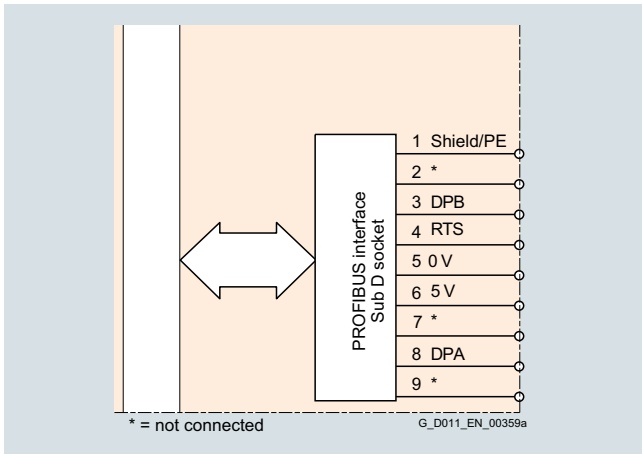 1 Shield/PE
2 *
3 DPB
4 RTS
5 0 V
6 5 V
7 *
8 DPA
9 *
PROFIBUS interface
Sub D socket
* = not connected
G_D011_EN_00359a